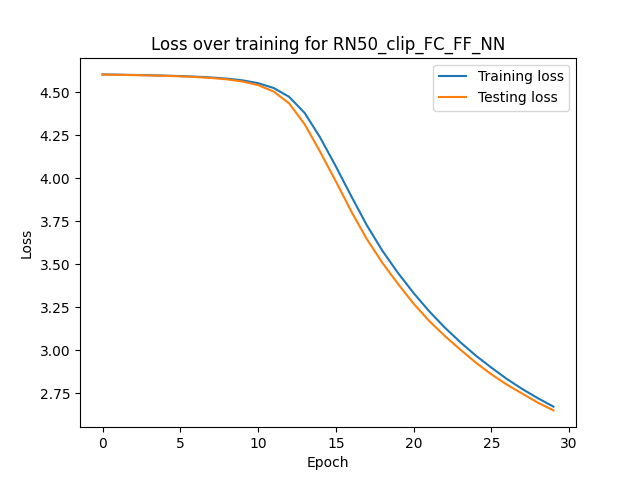 Loss over training for RN50_clip_FC_FF_NN
Training loss
Testing loss
4.50
4.25
4.00
3.75
3.50
3.25
3.00
2.75
Loss
0 5 10 15 20 25 30
Epoch